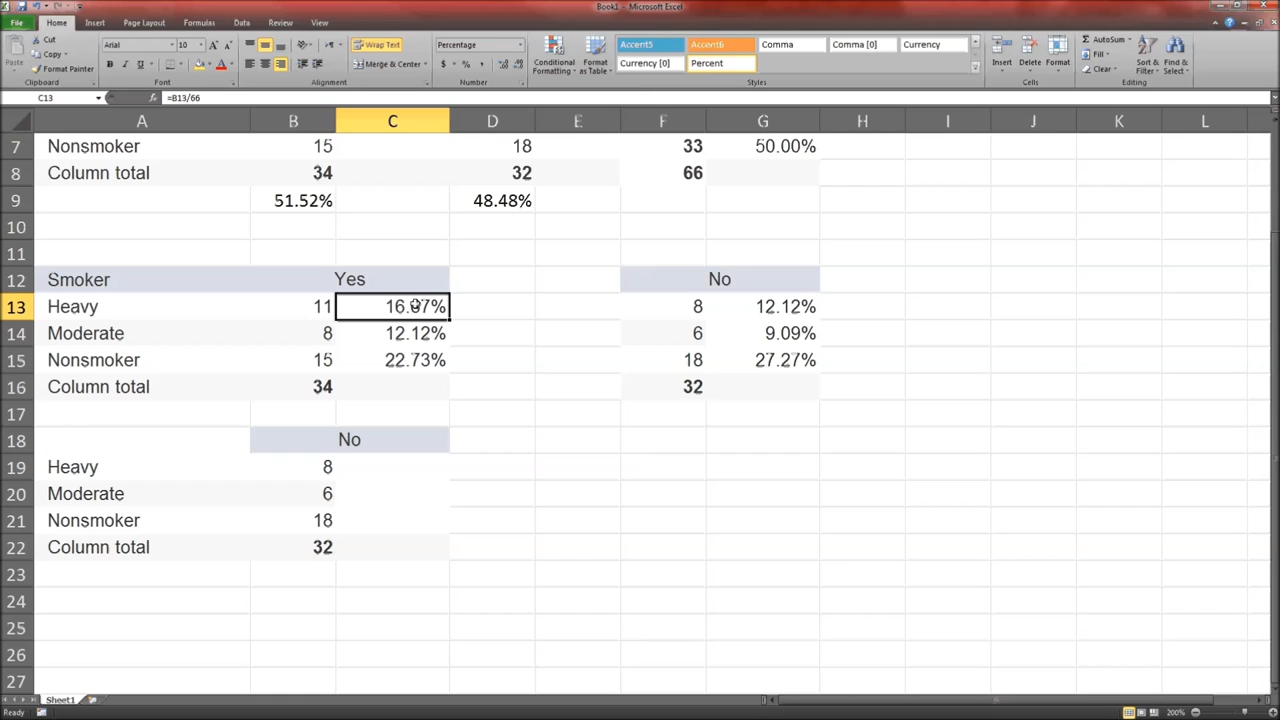 Book1 - Microsoft Excel
File Home Insert Page Layout Formulas Data Review View
Cut
Copy
Format Painter
Paste
Clipboard
Arial 10
B I U
Font
Wrap Text
Merge & Center
Alignment
Percentage
$ % ,
Number
Conditional Formatting
Format as Table
Accent5 Accent6 Comma Comma [0] Currency
Currency [0] Percent
Styles
Insert Delete Format
Cells
AutoSum
Fill
Clear
Sort & Filter
Find & Select
Editing
C13 fx =B13/66
A B C D E F G H I J K L
7 Nonsmoker 15 18 33 50.00%
8 Column total 34 32 66
9 51.52% 48.48%
10
11
12 Smoker Yes No
13 Heavy 11 16.67% 8 12.12%
14 Moderate 8 12.12% 6 9.09%
15 Nonsmoker 15 22.73% 18 27.27%
16 Column total 34 32
17
18 No
19 Heavy 8
20 Moderate 6
21 Nonsmoker 18
22 Column total 32
23
24
25
26
27
Sheet1
Ready 200%